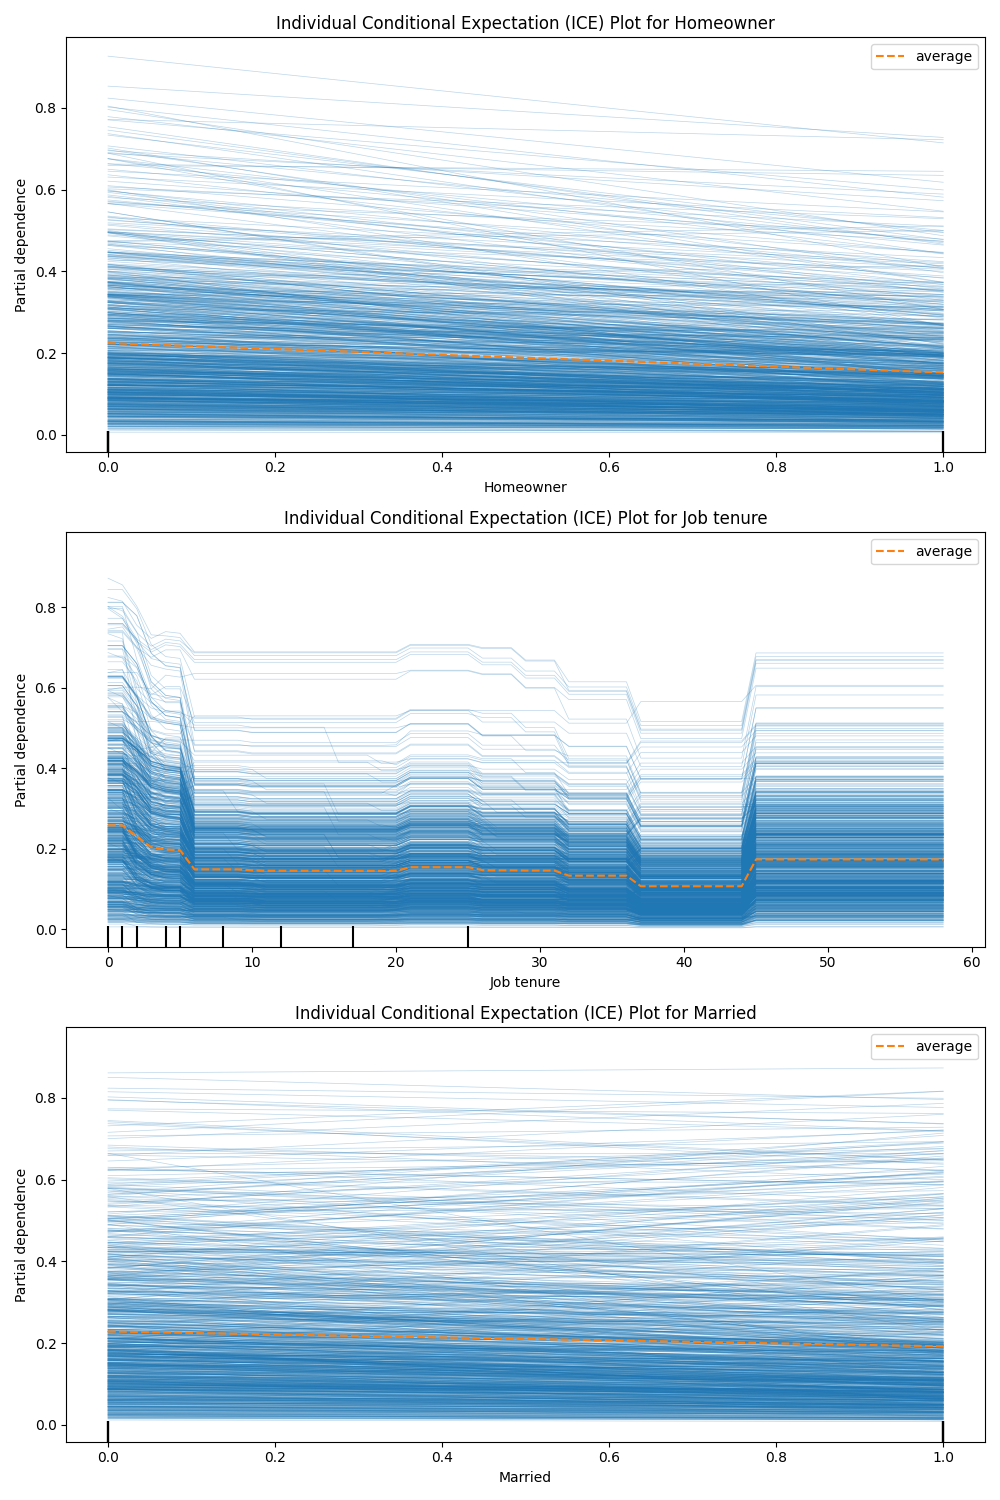 Individual Conditional Expectation (ICE) Plot for Homeowner
average
Partial dependence
0.8
0.6
0.4
0.2
0.0
0.0 0.2 0.4 0.6 0.8 1.0
Homeowner
Individual Conditional Expectation (ICE) Plot for Job tenure
average
Partial dependence
0.8
0.6
0.4
0.2
0.0
0 10 20 30 40 50 60
Job tenure
Individual Conditional Expectation (ICE) Plot for Married
average
Partial dependence
0.8
0.6
0.4
0.2
0.0
0.0 0.2 0.4 0.6 0.8 1.0
Married